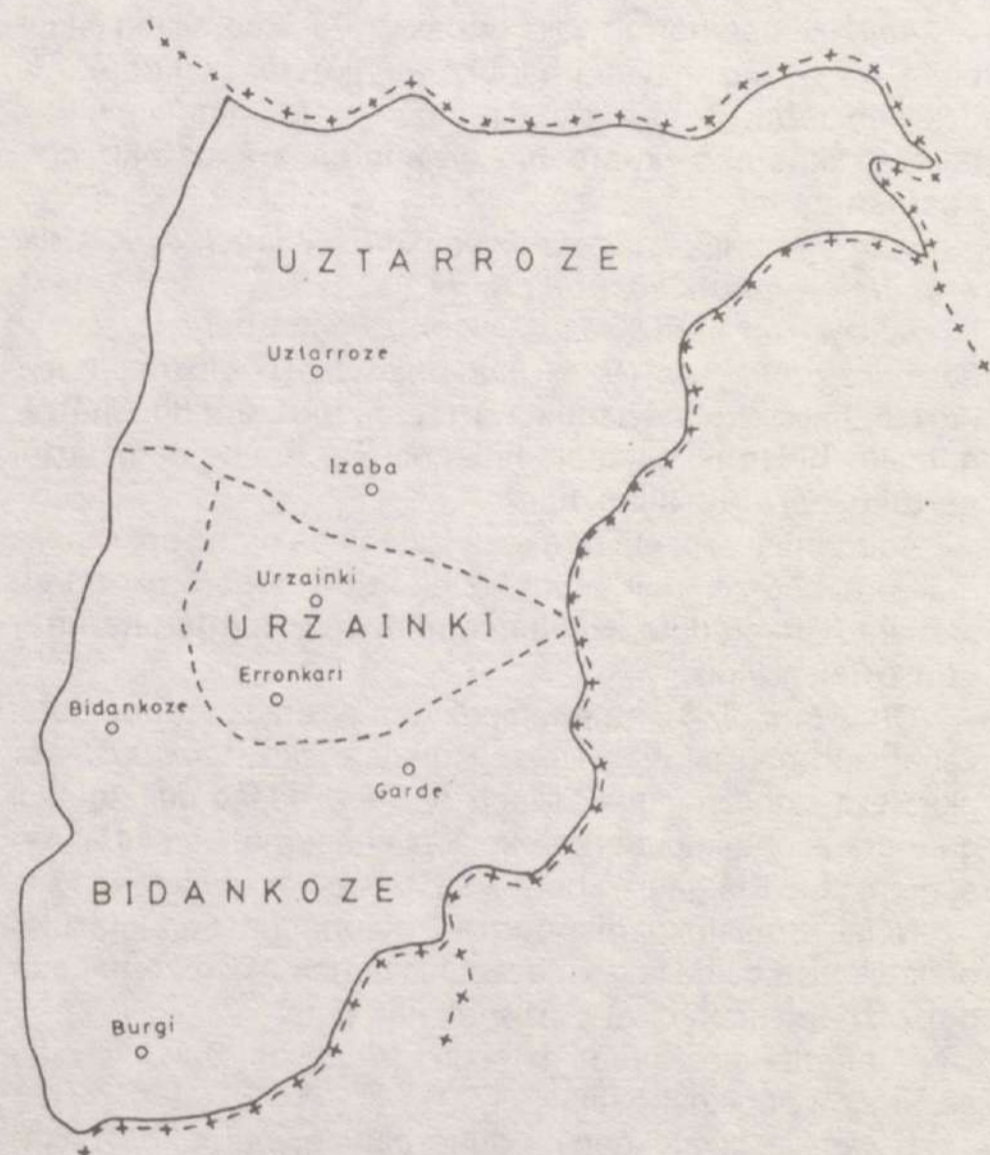 UZTARROZE
Uztarroze
Izaba
Urzainki
URZAINKI
Erronkari
Bidankoze
Garde
BIDANKOZE
Burgi